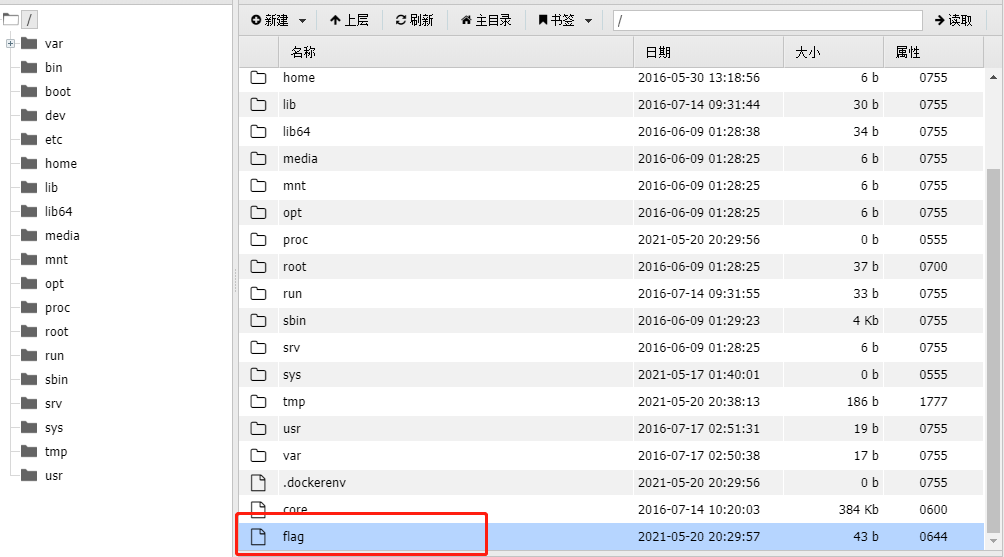 /
var
bin
boot
dev
etc
home
lib
lib64
media
mnt
opt
proc
root
run
sbin
srv
sys
tmp
usr
新建 上层 刷新 主目录 书签 / 读取
名称 日期 大小 属性
home 2016-05-30 13:18:56 6 b 0755
lib 2016-07-14 09:31:44 30 b 0755
lib64 2016-06-09 01:28:38 34 b 0755
media 2016-06-09 01:28:25 6 b 0755
mnt 2016-06-09 01:28:25 6 b 0755
opt 2016-06-09 01:28:25 6 b 0755
proc 2021-05-20 20:29:56 0 b 0555
root 2016-06-09 01:28:25 37 b 0700
run 2016-07-14 09:31:55 33 b 0755
sbin 2016-06-09 01:29:23 4 Kb 0755
srv 2016-06-09 01:28:25 6 b 0755
sys 2021-05-17 01:40:01 0 b 0555
tmp 2021-05-20 20:38:13 186 b 1777
usr 2016-07-17 02:51:31 19 b 0755
var 2016-07-17 02:50:38 17 b 0755
.dockerenv 2021-05-20 20:29:56 0 b 0755
core 2016-07-14 10:20:03 384 Kb 0600
flag 2021-05-20 20:29:57 43 b 0644